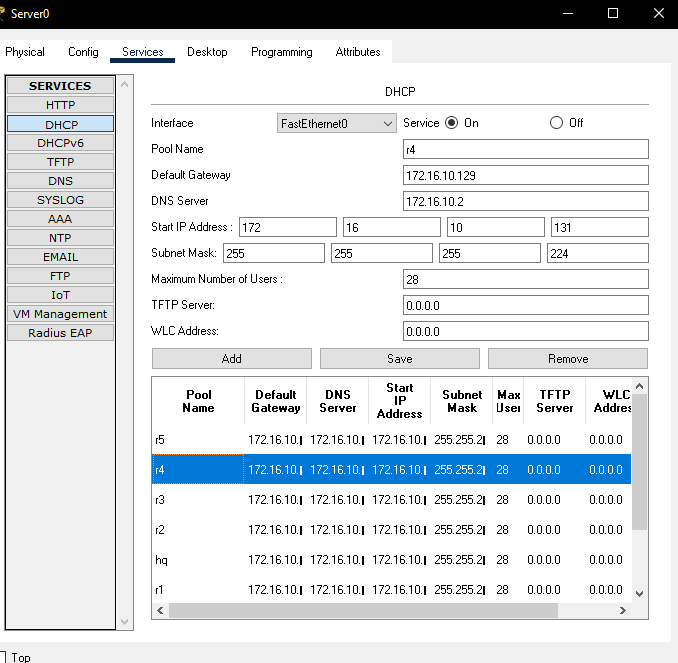 Server0
Physical Config Services Desktop Programming Attributes
SERVICES
HTTP
DHCP
DHCPv6
TFTP
DNS
SYSLOG
AAA
NTP
EMAIL
FTP
IoT
VM Management
Radius EAP
DHCP
Interface FastEthernet0 Service On Off
Pool Name r4
Default Gateway 172.16.10.129
DNS Server 172.16.10.2
Start IP Address : 172 16 10 131
Subnet Mask: 255 255 255 224
Maximum Number of Users : 28
TFTP Server: 0.0.0.0
WLC Address: 0.0.0.0
Add Save Remove
Pool Name Default Gateway DNS Server Start IP Address Subnet Mask Max User TFTP Server WLC Addres
r5 172.16.10. 172.16.10. 172.16.10. 255.255.2 28 0.0.0.0 0.0.0.0
r4 172.16.10. 172.16.10. 172.16.10. 255.255.2 28 0.0.0.0 0.0.0.0
r3 172.16.10. 172.16.10. 172.16.10. 255.255.2 28 0.0.0.0 0.0.0.0
r2 172.16.10. 172.16.10. 172.16.10. 255.255.2 28 0.0.0.0 0.0.0.0
hq 172.16.10. 172.16.10. 172.16.10. 255.255.2 28 0.0.0.0 0.0.0.0
r1 172.16.10. 172.16.10. 172.16.10. 255.255.2 28 0.0.0.0 0.0.0.0
Top